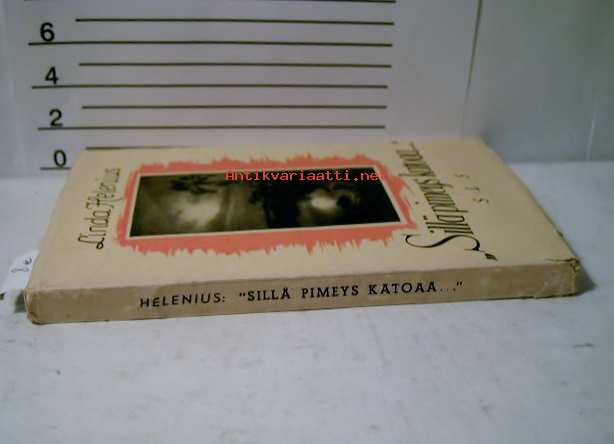 6
4
2
0
Linda Helenius
Antikvariaatti.net
„Sillä pimeys katoaa..."
S L S
HELENIUS: "SILLÄ PIMEYS KATOAA..."